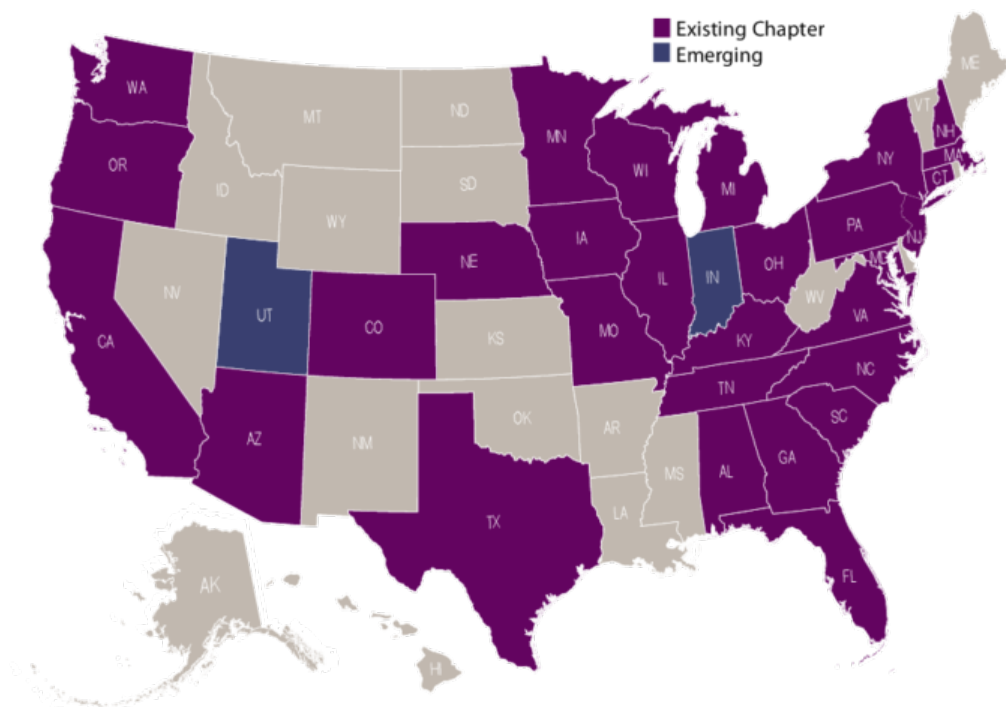 Existing Chapter
Emerging
ME
WA
MT
ND
VT
MN
NH
OR
MA
NY
WI
CT
ID
SD
MI
WY
PA
NJ
IA
NE
OH
MD
IL
IN
NV
WV
UT
VA
CO
KS
MO
KY
CA
NC
TN
OK
SC
AZ
AR
NM
GA
AL
MS
LA
TX
FL
AK
HI